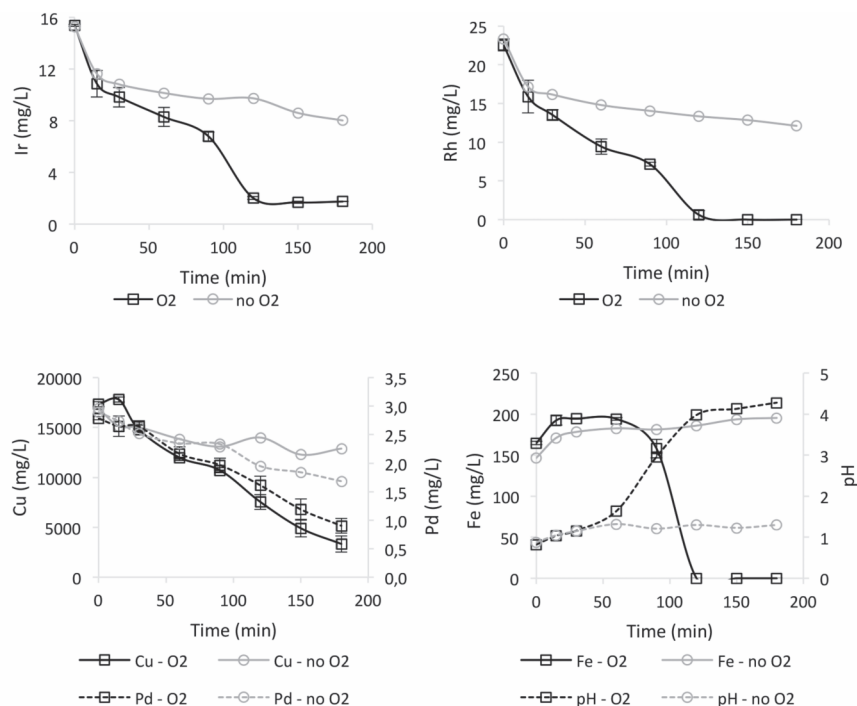 16
12
8
4
0
Ir (mg/L)
0 50 100 150 200
Time (min)
O2 no O2
25
20
15
10
5
0
Rh (mg/L)
0 50 100 150 200
Time (min)
O2 no O2
20000
15000
10000
5000
0
Cu (mg/L)
3,5
3,0
2,5
2,0
1,5
1,0
0,5
0,0
Pd (mg/L)
0 50 100 150 200
Time (min)
Cu - O2 Cu - no O2
Pd - O2 Pd - no O2
250
200
150
100
50
0
Fe (mg/L)
5
4
3
2
1
0
pH
0 50 100 150 200
Time (min)
Fe - O2 Fe - no O2
pH - O2 pH - no O2